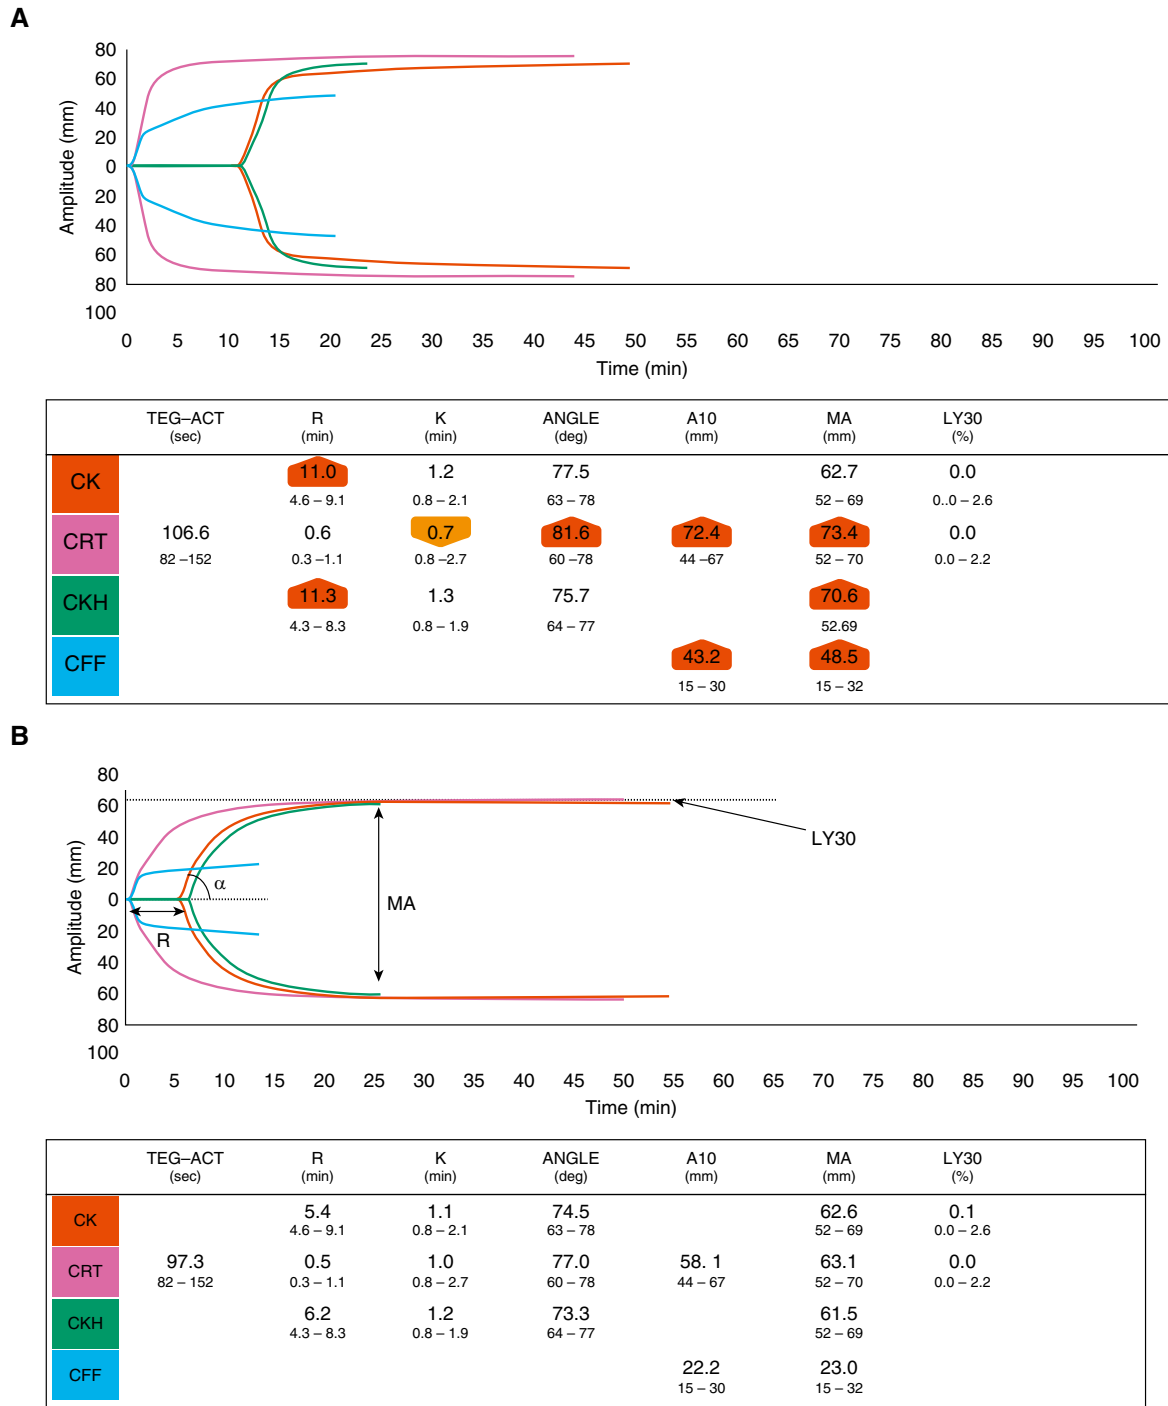 A
80
60
40
20
0
20
40
60
80
100
Amplitude (mm)
0 5 10 15 20 25 30 35 40 45 50 55 60 65 70 75 80 85 90 95 100
Time (min)
TEG–ACT R K ANGLE A10 MA LY30
(sec) (min) (min) (deg) (mm) (mm) (%)
CK 11.0 1.2 77.5 62.7 0.0
4.6 – 9.1 0.8 – 2.1 63 – 78 52 – 69 0..0 – 2.6
CRT 106.6 0.6 0.7 81.6 72.4 73.4 0.0
82 –152 0.3 –1.1 0.8 –2.7 60 –78 44 –67 52 – 70 0.0 – 2.2
CKH 11.3 1.3 75.7 70.6
4.3 – 8.3 0.8 – 1.9 64 – 77 52.69
CFF 43.2 48.5
15 – 30 15 – 32
B
80
60
40
20
0
20
40
60
80
100
Amplitude (mm)
LY30
α
MA
R
0 5 10 15 20 25 30 35 40 45 50 55 60 65 70 75 80 85 90 95 100
Time (min)
TEG–ACT R K ANGLE A10 MA LY30
(sec) (min) (min) (deg) (mm) (mm) (%)
CK 5.4 1.1 74.5 62.6 0.1
4.6 – 9.1 0.8 – 2.1 63 – 78 52 – 69 0.0 – 2.6
CRT 97.3 0.5 1.0 77.0 58. 1 63.1 0.0
82 – 152 0.3 – 1.1 0.8 – 2.7 60 – 78 44 – 67 52 – 70 0.0 – 2.2
CKH 6.2 1.2 73.3 61.5
4.3 – 8.3 0.8 – 1.9 64 – 77 52 – 69
CFF 22.2 23.0
15 – 30 15 – 32